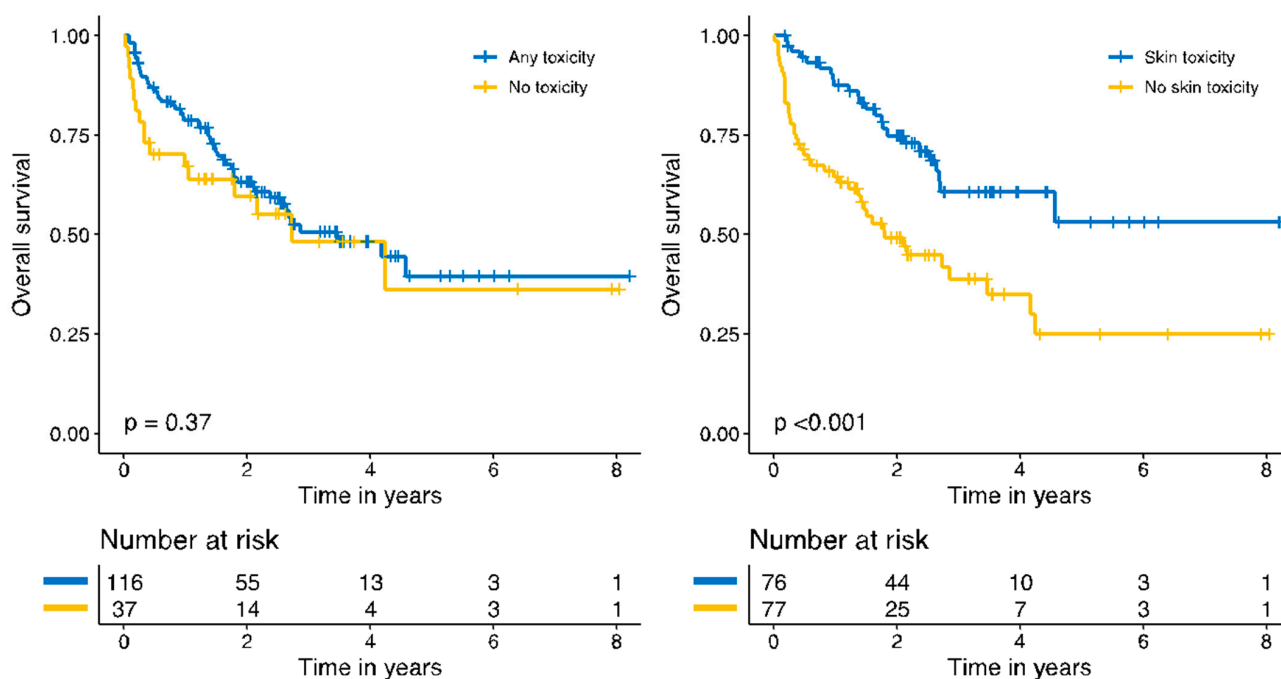 Overall survival
1.00
0.75
0.50
0.25
0.00
Any toxicity
No toxicity
p = 0.37
0 2 4 6 8
Time in years
Number at risk
116 55 13 3 1
37 14 4 3 1
0 2 4 6 8
Time in years
Overall survival
1.00
0.75
0.50
0.25
0.00
Skin toxicity
No skin toxicity
p <0.001
0 2 4 6 8
Time in years
Number at risk
76 44 10 3 1
77 25 7 3 1
0 2 4 6 8
Time in years